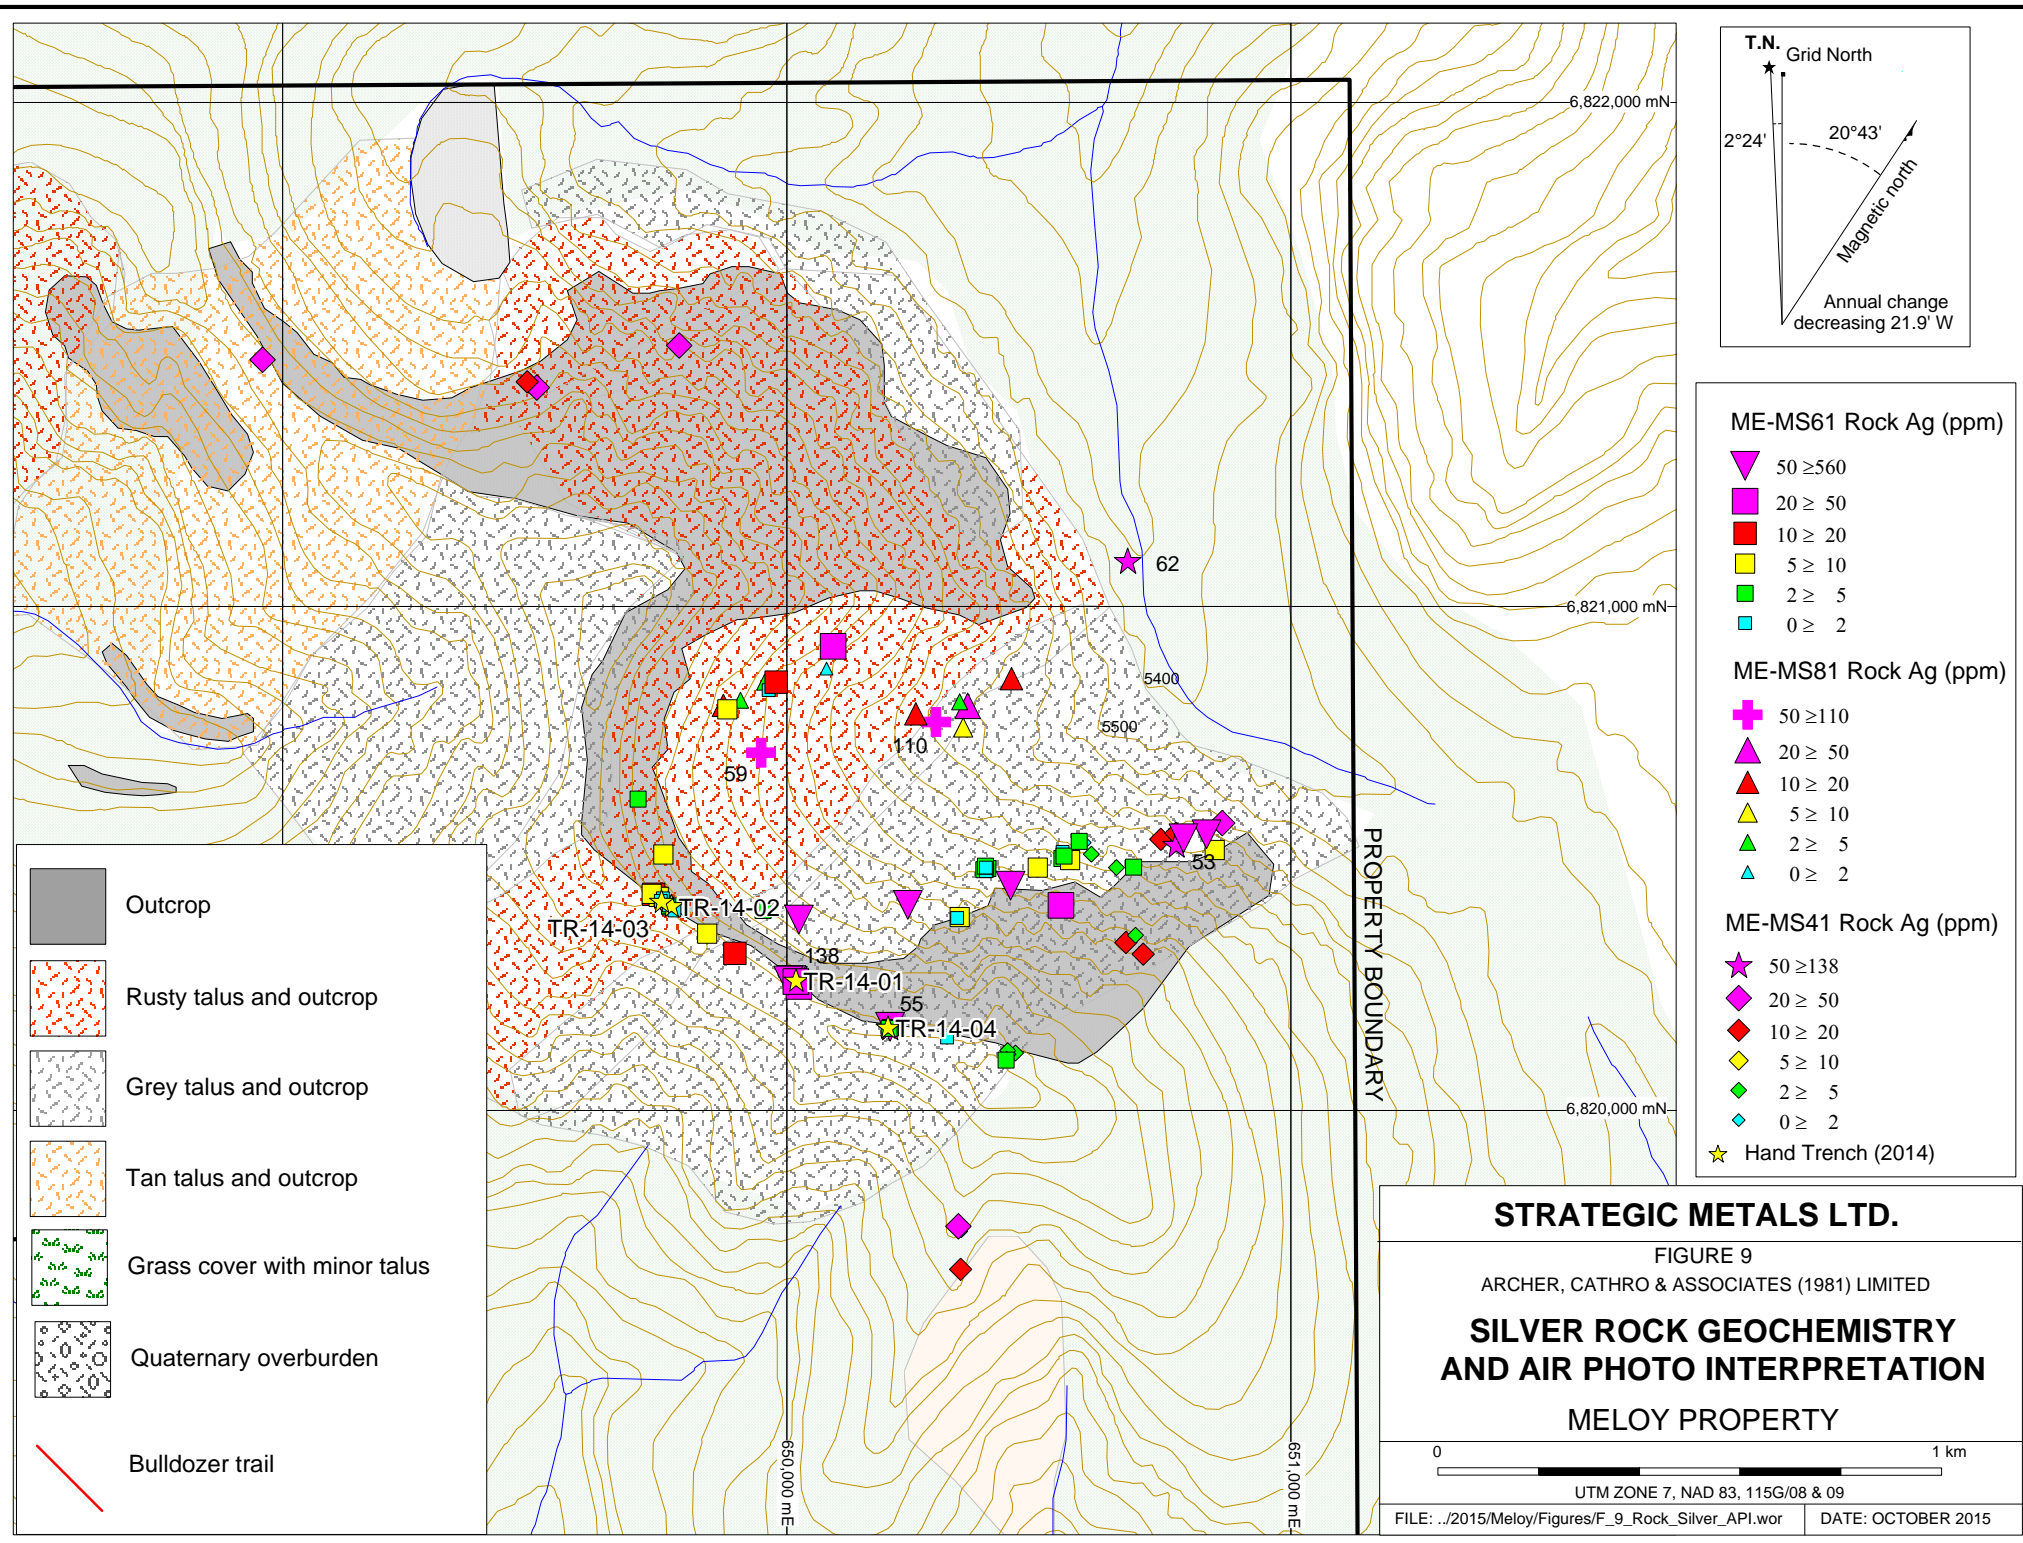 T.N.
Grid North
2°24'
20°43'
Magnetic north
Annual change
decreasing 21.9' W
6,822,000 mN
6,821,000 mN
6,820,000 mN
62
5400
5500
110
59
53
TR-14-02
TR-14-03
138
TR-14-01
55
TR-14-04
PROPERTY BOUNDARY
650,000 mE
651,000 mE
ME-MS61 Rock Ag (ppm)
50 ≥560
20 ≥ 50
10 ≥ 20
5 ≥ 10
2 ≥ 5
0 ≥ 2
ME-MS81 Rock Ag (ppm)
50 ≥110
20 ≥ 50
10 ≥ 20
5 ≥ 10
2 ≥ 5
0 ≥ 2
ME-MS41 Rock Ag (ppm)
50 ≥138
20 ≥ 50
10 ≥ 20
5 ≥ 10
2 ≥ 5
0 ≥ 2
Hand Trench (2014)
Outcrop
Rusty talus and outcrop
Grey talus and outcrop
Tan talus and outcrop
Grass cover with minor talus
Quaternary overburden
Bulldozer trail
STRATEGIC METALS LTD.
FIGURE 9
ARCHER, CATHRO & ASSOCIATES (1981) LIMITED
SILVER ROCK GEOCHEMISTRY
AND AIR PHOTO INTERPRETATION
MELOY PROPERTY
0 1 km
UTM ZONE 7, NAD 83, 115G/08 & 09
FILE: ../2015/Meloy/Figures/F_9_Rock_Silver_API.wor
DATE: OCTOBER 2015